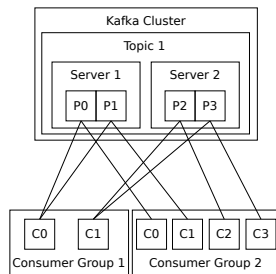 Kafka Cluster
Topic 1
Server 1 Server 2
P0 P1 P2 P3
C0 C1 C0 C1 C2 C3
Consumer Group 1 Consumer Group 2